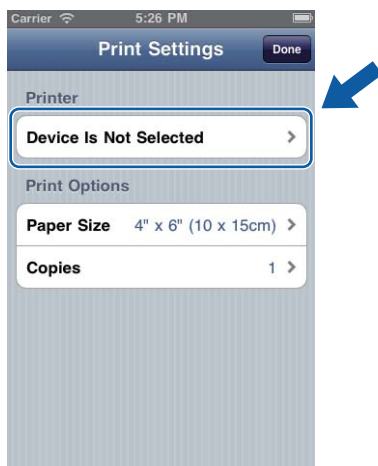 Carrier 5:26 PM
Print Settings Done
Printer
Device Is Not Selected
Print Options
Paper Size 4" x 6" (10 x 15cm)
Copies 1